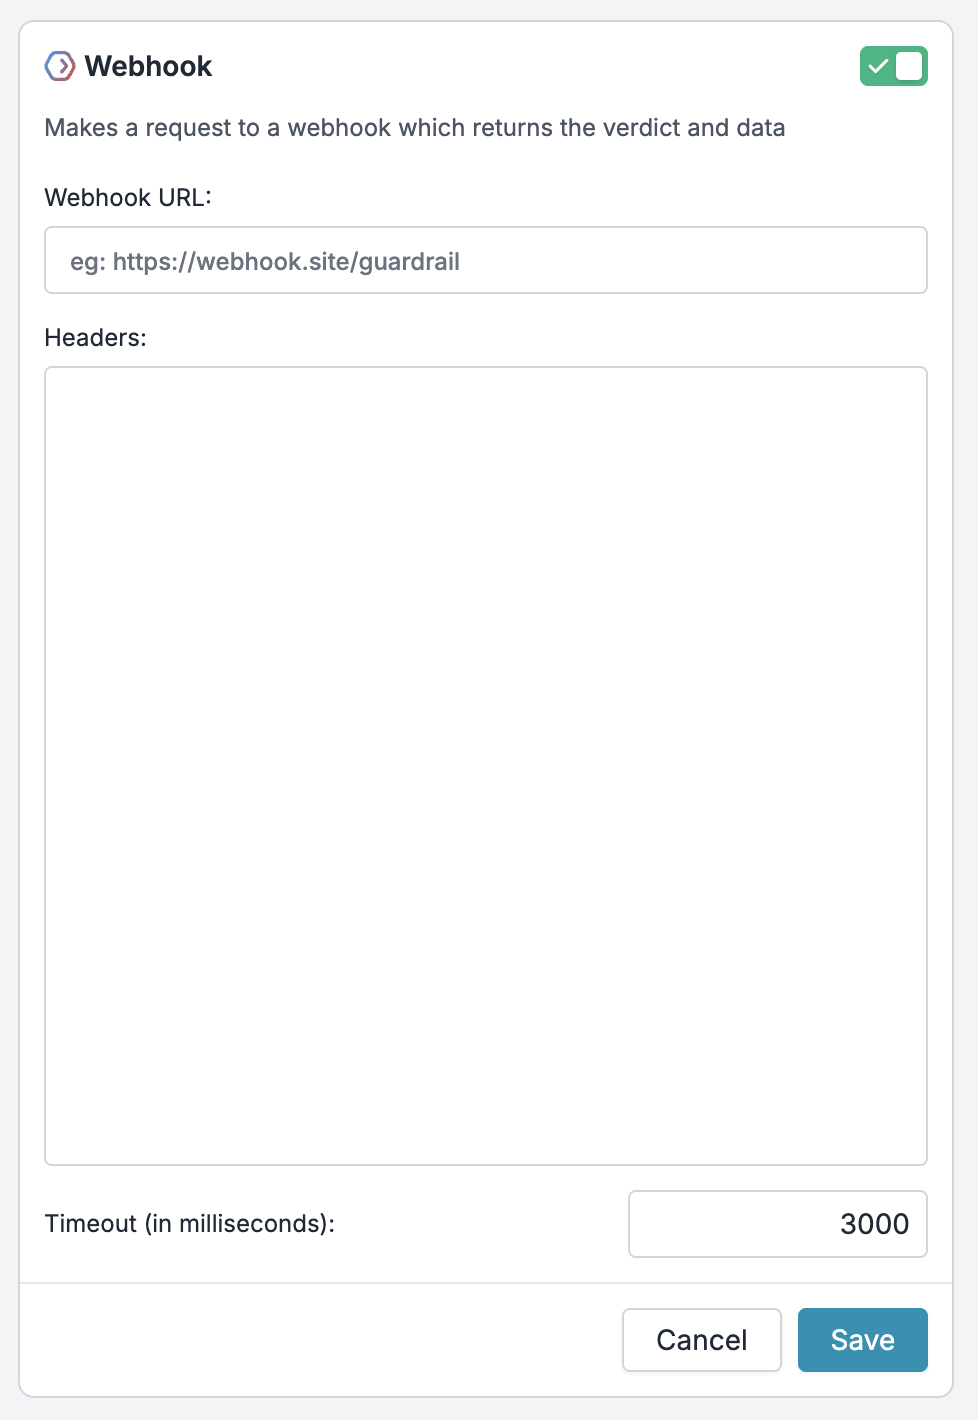 Webhook
Makes a request to a webhook which returns the verdict and data
Webhook URL:
eg: https://webhook.site/guardrail
Headers:
Timeout (in milliseconds):
3000
Cancel
Save